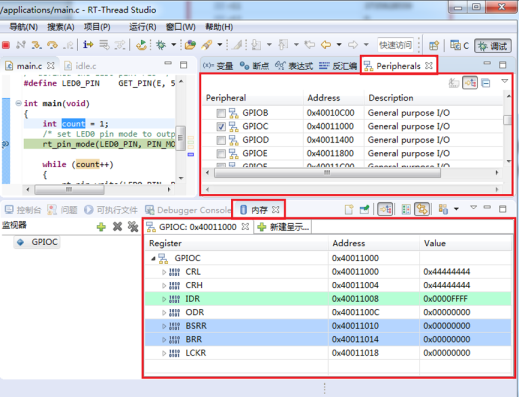 /applications/main.c - RT-Thread Studio
导航(N) 搜索(A) 项目(P) 运行(R) 窗口(W) 帮助(H)
快速访问 C 调试
main.c idle.c
#define LED0_PIN GET_PIN(E, 5
int main(void)
{
int count = 1;
/* set LED0 pin mode to outp
rt_pin_mode(LED0_PIN, PIN_MO
while (count++)
{
(x)= 变量 断点 表达式 反汇编 Peripherals
Peripheral Address Description
GPIOB 0x40010C00 General purpose I/O
GPIOC 0x40011000 General purpose I/O
GPIOD 0x40011400 General purpose I/O
GPIOE 0x40011800 General purpose I/O
控制台 问题 可执行文件 Debugger Console 内存
监视器
GPIOC
GPIOC: 0x40011000 新建显示...
Register Address Value
GPIOC 0x40011000
CRL 0x40011000 0x44444444
CRH 0x40011004 0x44444444
IDR 0x40011008 0x0000FFFF
ODR 0x4001100C 0x00000000
BSRR 0x40011010 0x00000000
BRR 0x40011014 0x00000000
LCKR 0x40011018 0x00000000